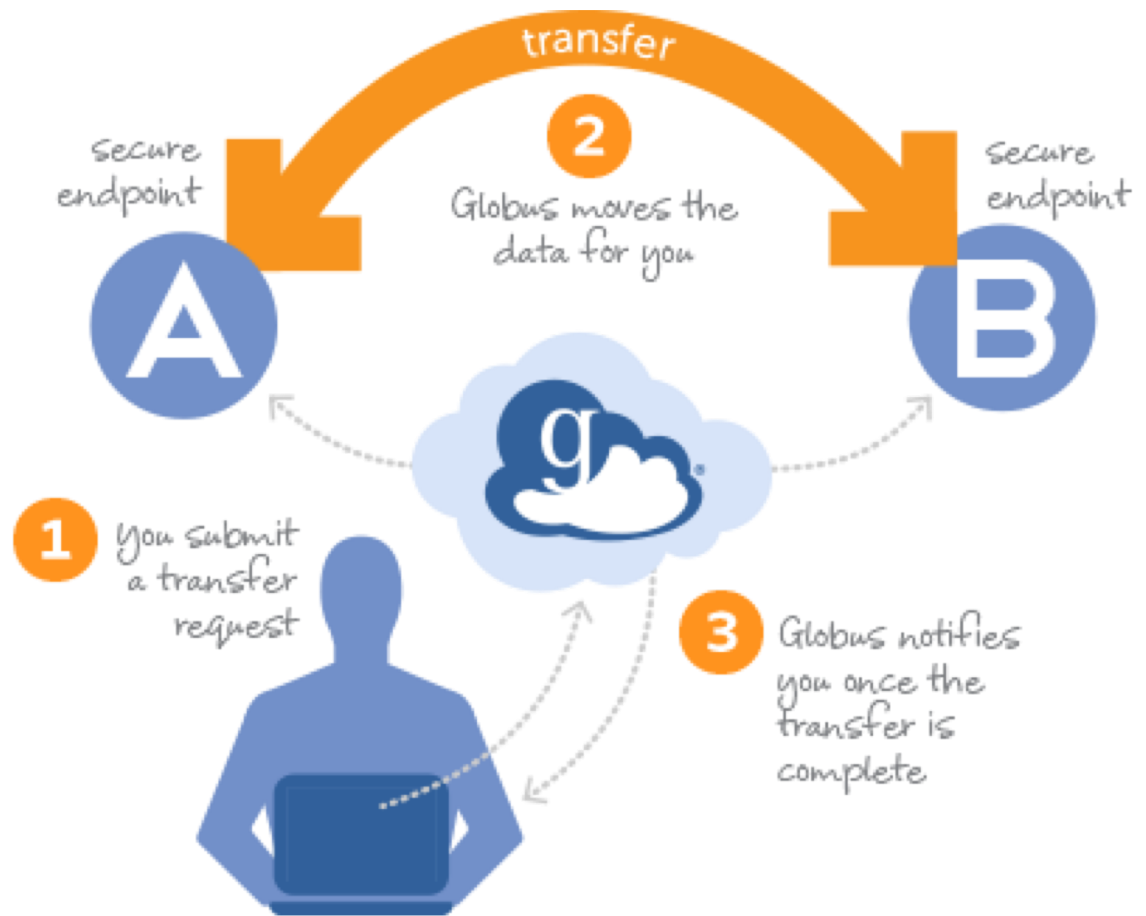 transfer
2
secure
endpoint
secure
endpoint
Globus moves the
data for you
A
B
g
®
1
You submit
a transfer
request
3
Globus notifies
you once the
transfer is
complete